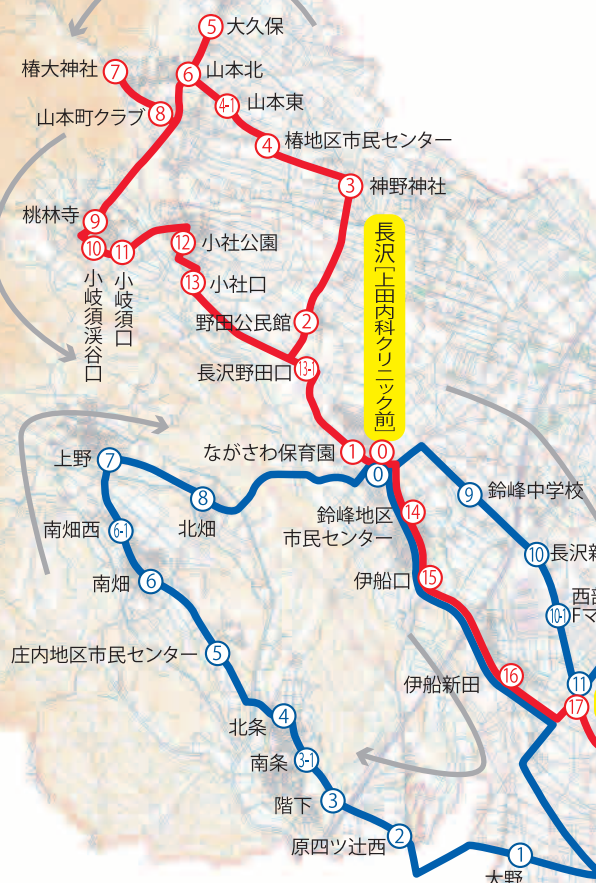 5 大久保
椿大神社 7
6 山本北
山本町クラブ 8
4-1 山本東
4 椿地区市民センター
3 神野神社
桃林寺 9
10 小岐須渓谷口
11 小岐須口
12 小社公園
13 小社口
野田公民館 2
長沢野田口 13-1
長沢[上田内科クリニック前]
ながさわ保育園 1
0
0
上野 7
8 北畑
9 鈴峰中学校
鈴峰地区
市民センター
14
南畑西 6-1
10 長沢新
伊船口 15
南畑 6
10-1 西部
Fマ
庄内地区市民センター 5
伊船新田 16
11
17
北条 4
南条 3-1
階下 3
原四ツ辻西 2
1
大野